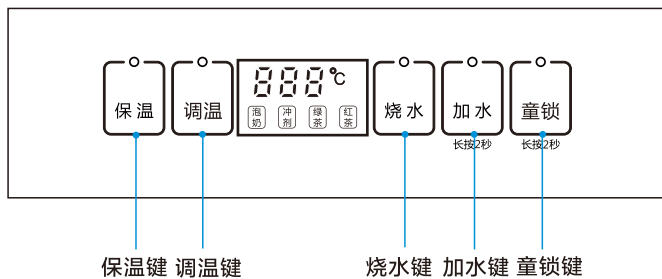 888℃
保温
调温
泡奶
冲剂
绿茶
红茶
烧水
加水
童锁
长按2秒
长按2秒
保温键
调温键
烧水键
加水键
童锁键